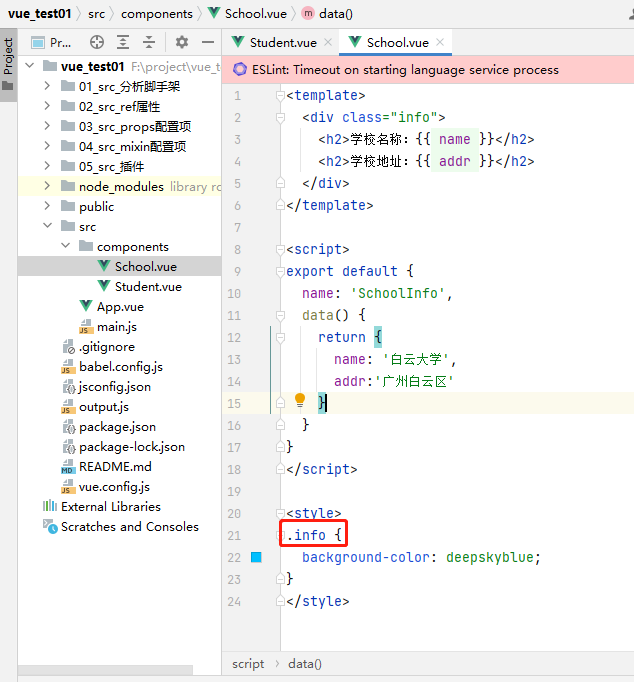 vue_test01 › src › components › School.vue › data()
Project
Pr...
Student.vue
School.vue
vue_test01 F:\project\vue_t
ESLint: Timeout on starting language service process
01_src_分析脚手架
02_src_ref属性
03_src_props配置项
04_src_mixin配置项
05_src_插件
node_modules library ro
public
src
components
School.vue
Student.vue
App.vue
main.js
.gitignore
babel.config.js
jsconfig.json
output.js
package.json
package-lock.json
README.md
vue.config.js
External Libraries
Scratches and Consoles
1 <template>
2 <div class="info">
3 <h2>学校名称：{{ name }}</h2>
4 <h2>学校地址：{{ addr }}</h2>
5 </div>
6 </template>
7
8 <script>
9 export default {
10 name: 'SchoolInfo',
11 data() {
12 return {
13 name: '白云大学',
14 addr:'广州白云区'
15 }
16 }
17 }
18 </script>
19
20 <style>
21 .info {
22 background-color: deepskyblue;
23 }
24 </style>
script › data()